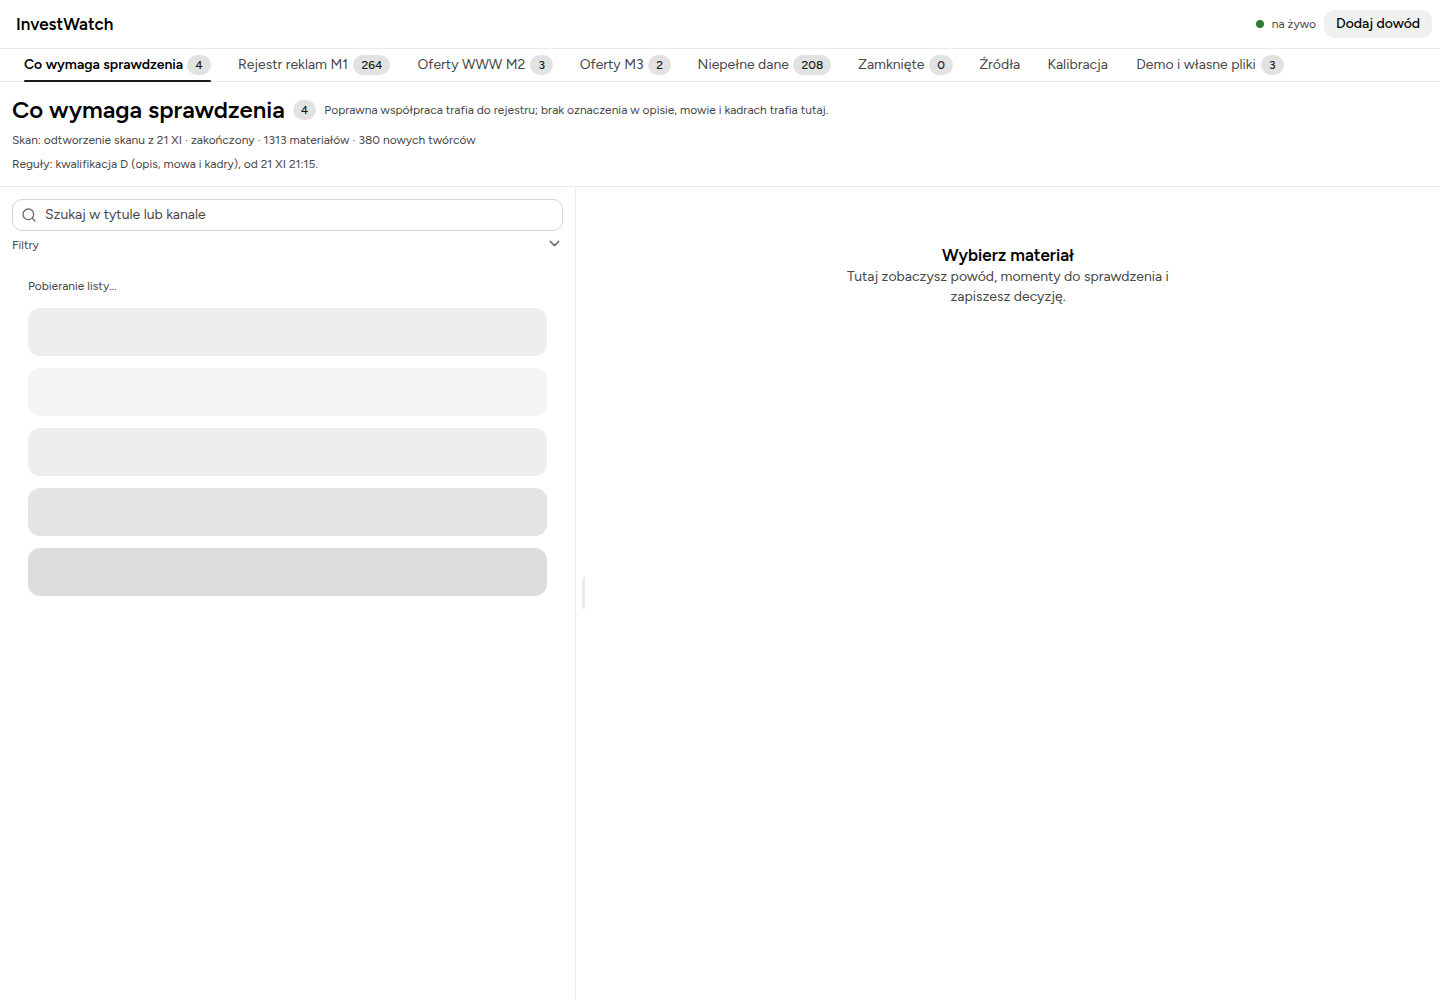 InvestWatch
na żywo
Dodaj dowód
Co wymaga sprawdzenia 4
Rejestr reklam M1 264
Oferty WWW M2 3
Oferty M3 2
Niepełne dane 208
Zamknięte 0
Źródła
Kalibracja
Demo i własne pliki 3
Co wymaga sprawdzenia 4 Poprawna współpraca trafia do rejestru; brak oznaczenia w opisie, mowie i kadrach trafia tutaj.
Skan: odtworzenie skanu z 21 XI · zakończony · 1313 materiałów · 380 nowych twórców
Reguły: kwalifikacja D (opis, mowa i kadry), od 21 XI 21:15.
Szukaj w tytule lub kanale
Filtry
Pobieranie listy...
Wybierz materiał
Tutaj zobaczysz powód, momenty do sprawdzenia i
zapiszesz decyzję.